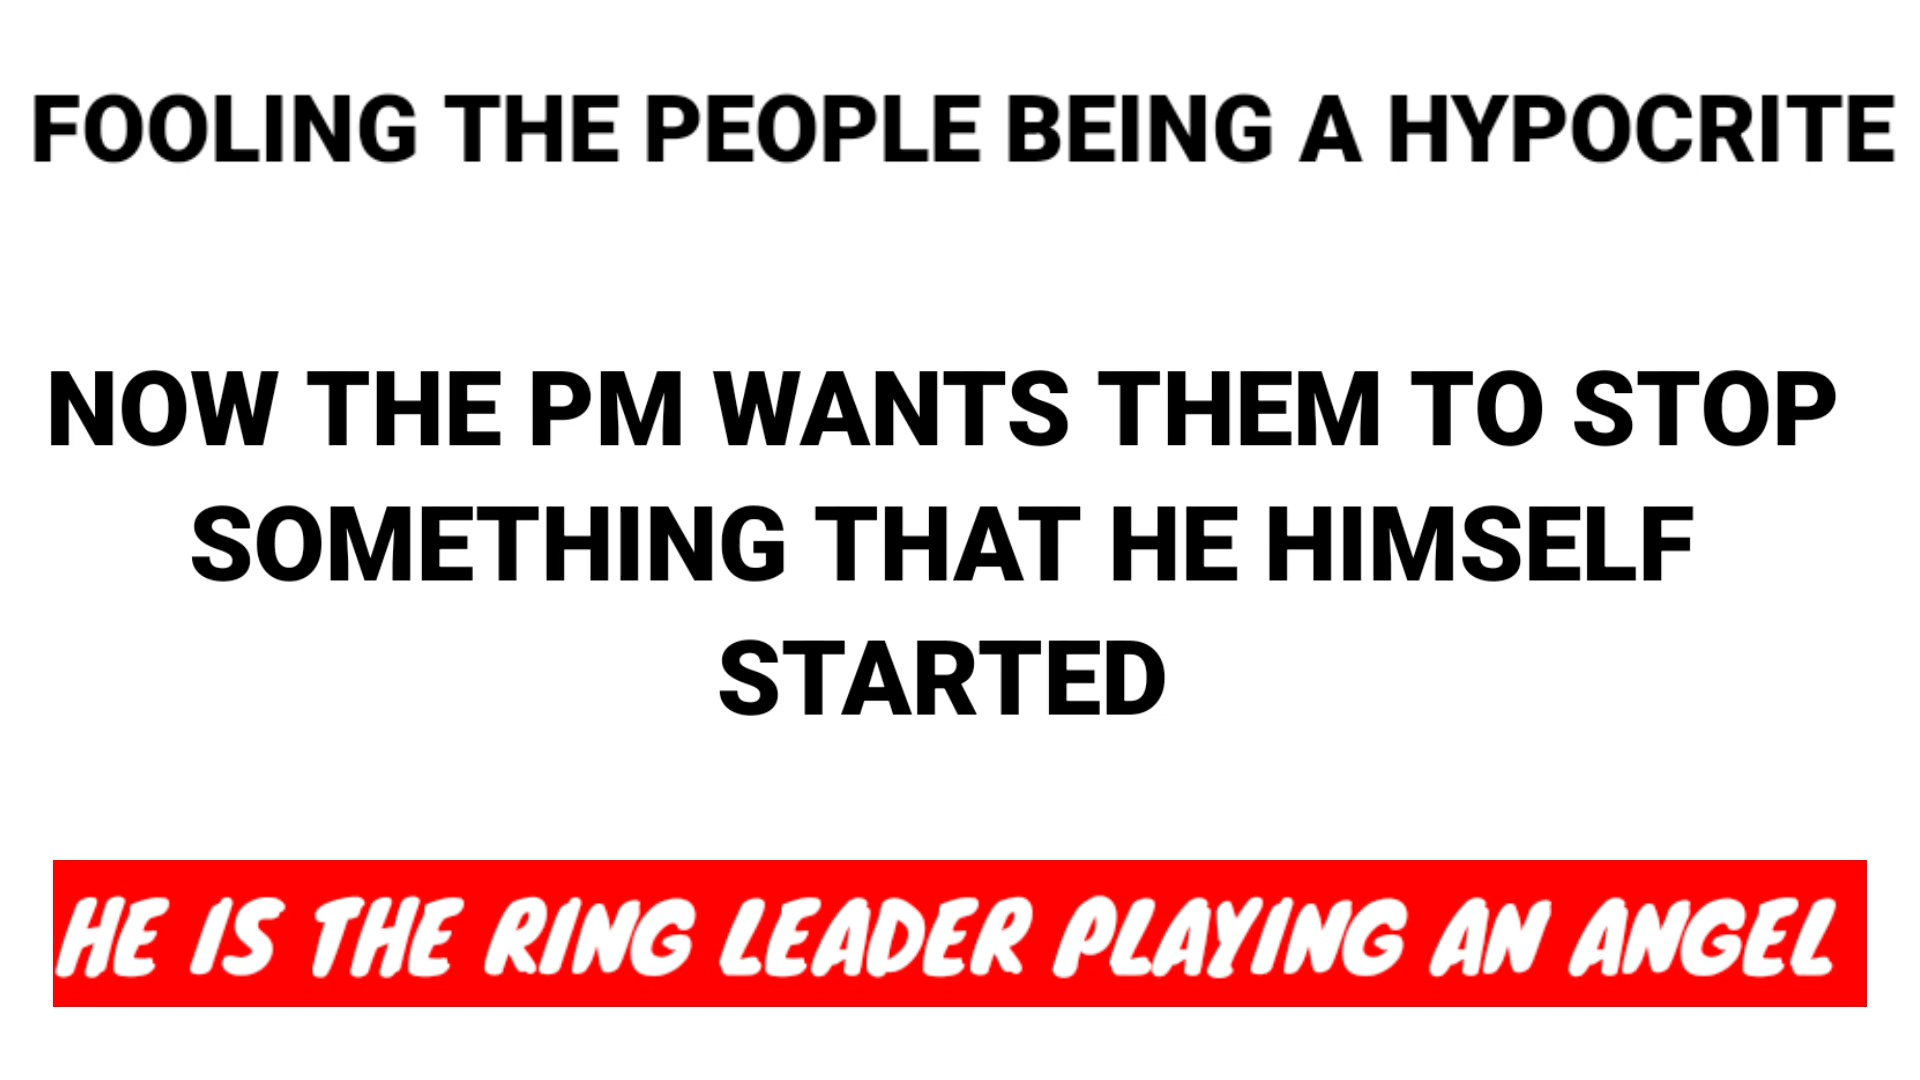 FOOLING THE PEOPLE BEING A HYPOCRITE
NOW THE PM WANTS THEM TO STOP
SOMETHING THAT HE HIMSELF
STARTED
HE IS THE RING LEADER PLAYING AN ANGEL